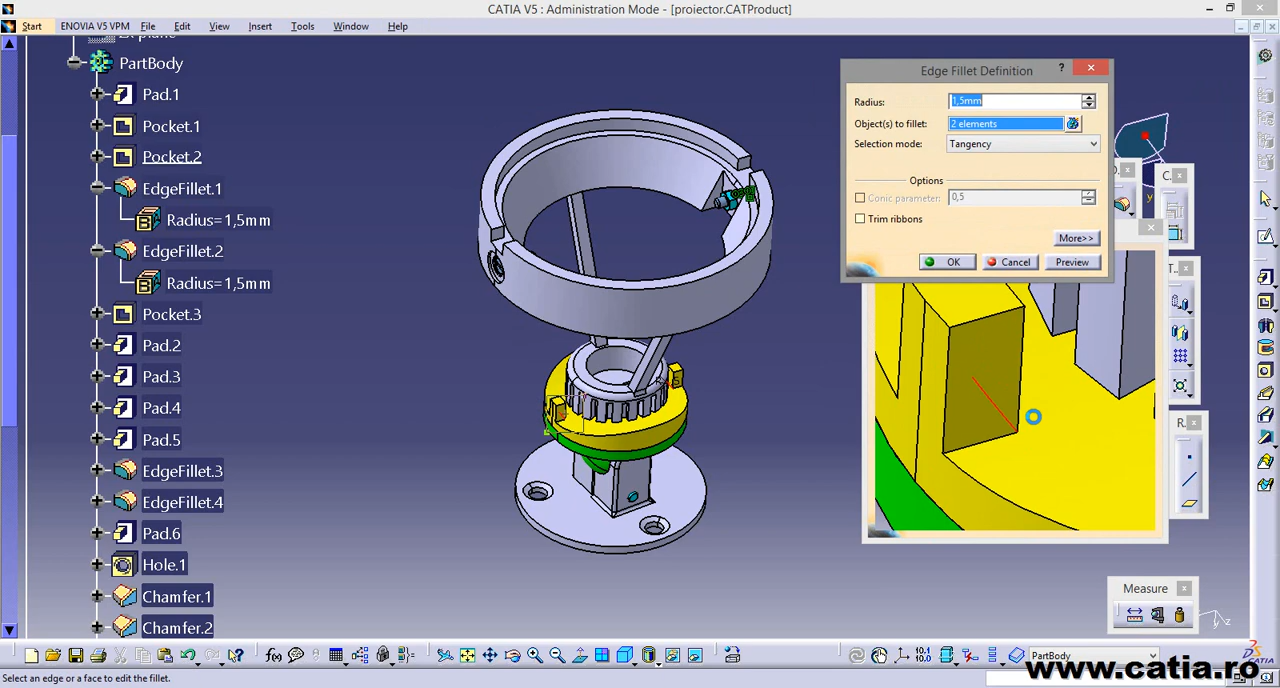 CATIA V5 : Administration Mode - [proiector.CATProduct]
Start ENOVIA V5 VPM File Edit View Insert Tools Window Help
PartBody
Pad.1
Pocket.1
Pocket.2
EdgeFillet.1
Radius=1,5mm
EdgeFillet.2
Radius=1,5mm
Pocket.3
Pad.2
Pad.3
Pad.4
Pad.5
EdgeFillet.3
EdgeFillet.4
Pad.6
Hole.1
Chamfer.1
Chamfer.2
Edge Fillet Definition
Radius: 1,5mm
Object(s) to fillet: 2 elements
Selection mode: Tangency
Options
Conic parameter: 0,5
Trim ribbons
More>>
OK Cancel Preview
C...
T...
R...
Measure
PartBody
www.catia.ro
Select an edge or a face to edit the fillet.